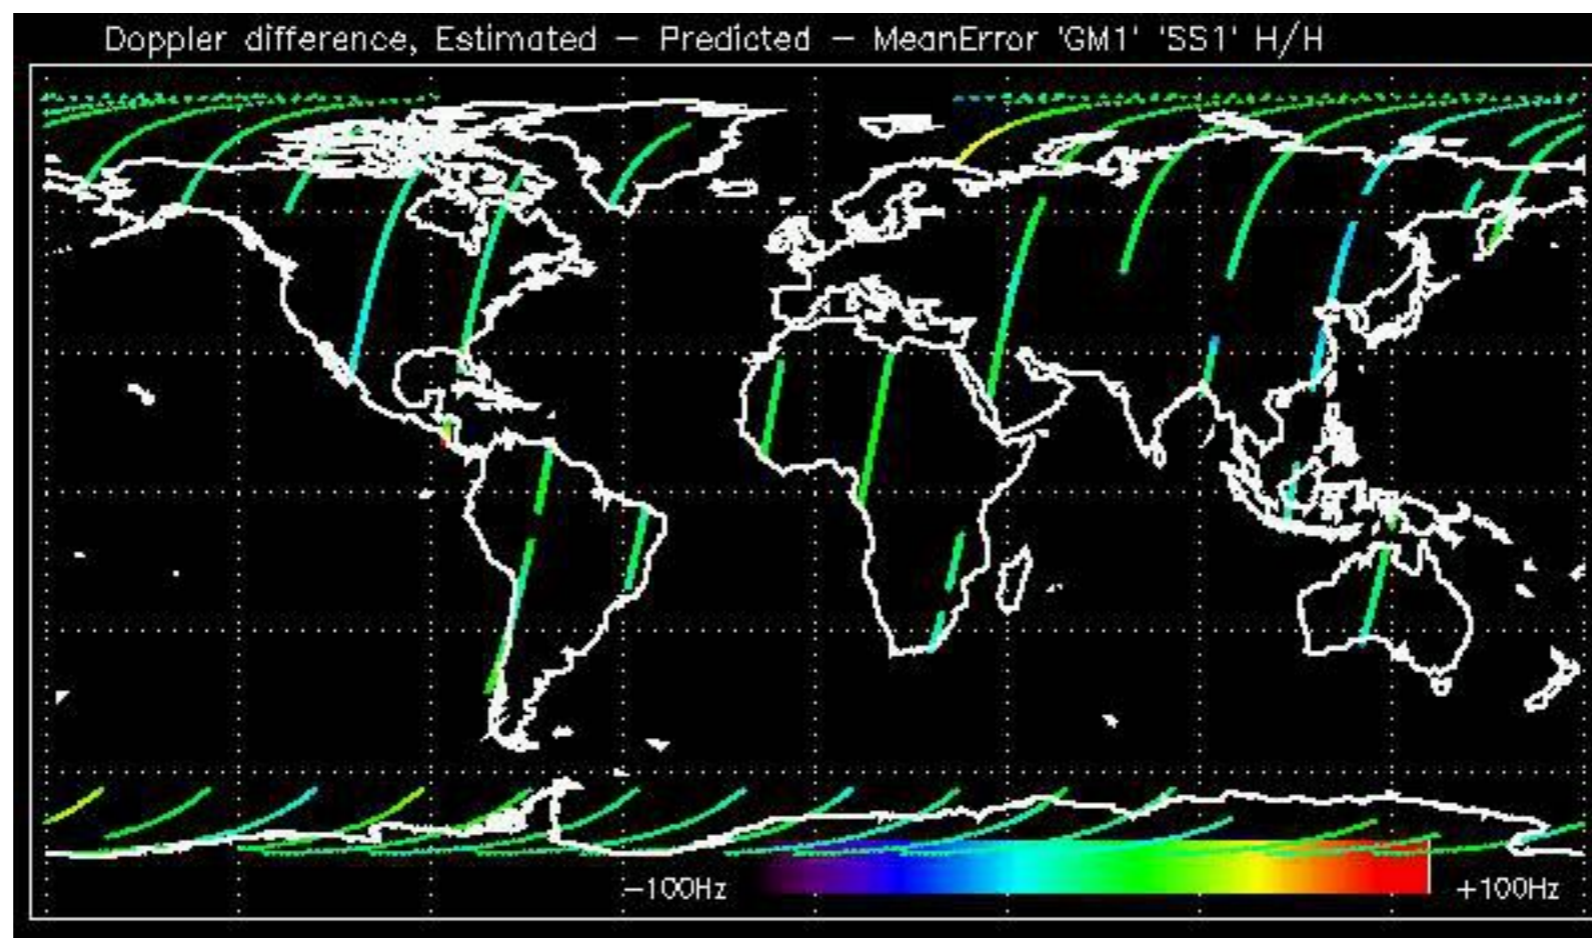 Doppler difference, Estimated – Predicted – MeanError 'GM1' 'SS1' H/H
–100Hz
+100Hz